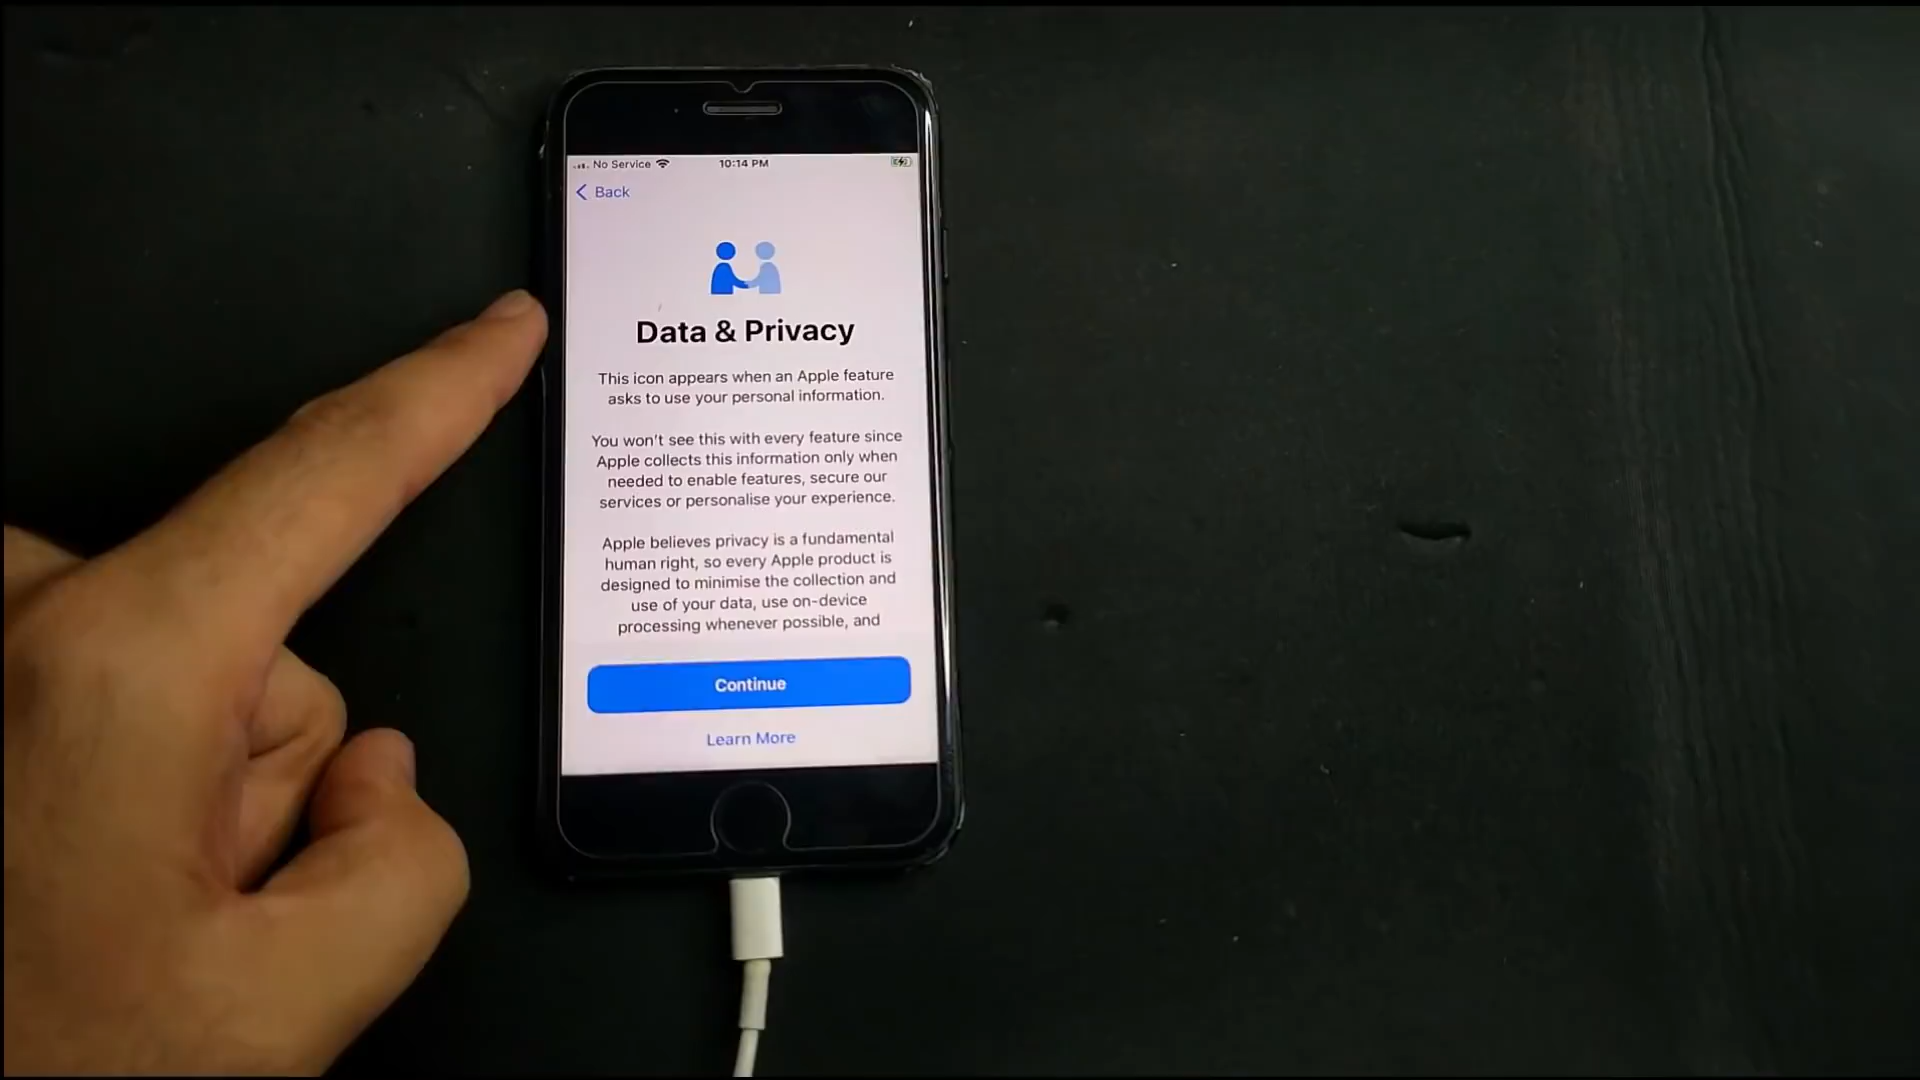 No Service
10:14 PM
Back
Data & Privacy
This icon appears when an Apple feature
asks to use your personal information.
You won't see this with every feature since
Apple collects this information only when
needed to enable features, secure our
services or personalise your experience.
Apple believes privacy is a fundamental
human right, so every Apple product is
designed to minimise the collection and
use of your data, use on-device
processing whenever possible, and
Continue
Learn More